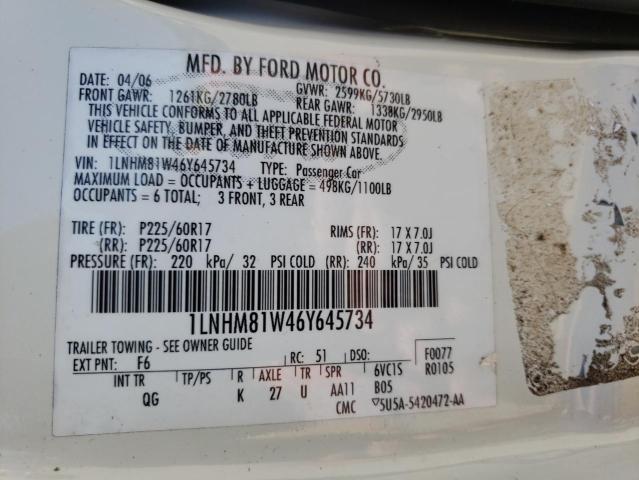 MFD. BY FORD MOTOR CO.
DATE: 04/06 GVWR: 2599KG/5730LB
FRONT GAWR: 1261KG/2780LB REAR GAWR: 1338KG/2950LB
THIS VEHICLE CONFORMS TO ALL APPLICABLE FEDERAL MOTOR
VEHICLE SAFETY, BUMPER, AND THEFT PREVENTION STANDARDS
IN EFFECT ON THE DATE OF MANUFACTURE SHOWN ABOVE.
VIN: 1LNHM81W46Y645734 TYPE: Passenger Car
MAXIMUM LOAD = OCCUPANTS + LUGGAGE = 498KG/1100LB
OCCUPANTS = 6 TOTAL; 3 FRONT, 3 REAR
TIRE (FR): P225/60R17 RIMS (FR): 17 X 7.0J
(RR): P225/60R17 (RR): 17 X 7.0J
PRESSURE (FR): 220 kPa/ 32 PSI COLD (RR): 240 kPa/ 35 PSI COLD
1LNHM81W46Y645734
TRAILER TOWING - SEE OWNER GUIDE
EXT PNT: F6 RC: 51 DSO: F0077
INT TR TP/PS R AXLE TR SPR 6VC1S R0105
QG K 27 U AA11 B05
CMC ▽5U5A-5420472-AA